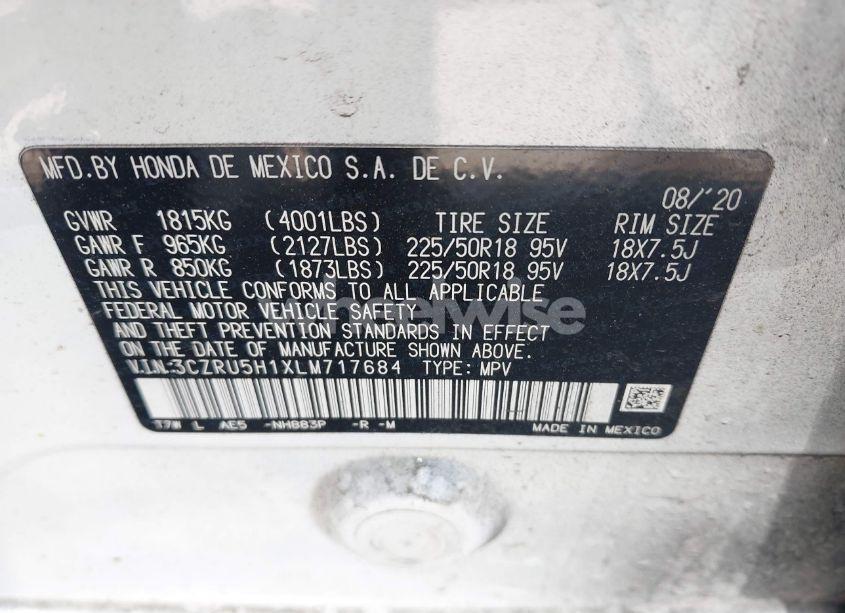 MFD.BY HONDA DE MEXICO S.A. DE C.V.
08/'20
GVWR 1815KG (4001LBS) TIRE SIZE RIM SIZE
GAWR F 965KG (2127LBS) 225/50R18 95V 18X7.5J
GAWR R 850KG (1873LBS) 225/50R18 95V 18X7.5J
THIS VEHICLE CONFORMS TO ALL APPLICABLE
FEDERAL MOTOR VEHICLE SAFETY
AND THEFT PREVENTION STANDARDS IN EFFECT
ON THE DATE OF MANUFACTURE SHOWN ABOVE.
V.I.N.:3CZRU5H1XLM717684 TYPE: MPV
L AE5 -NH883P -R -M MADE IN MEXICO